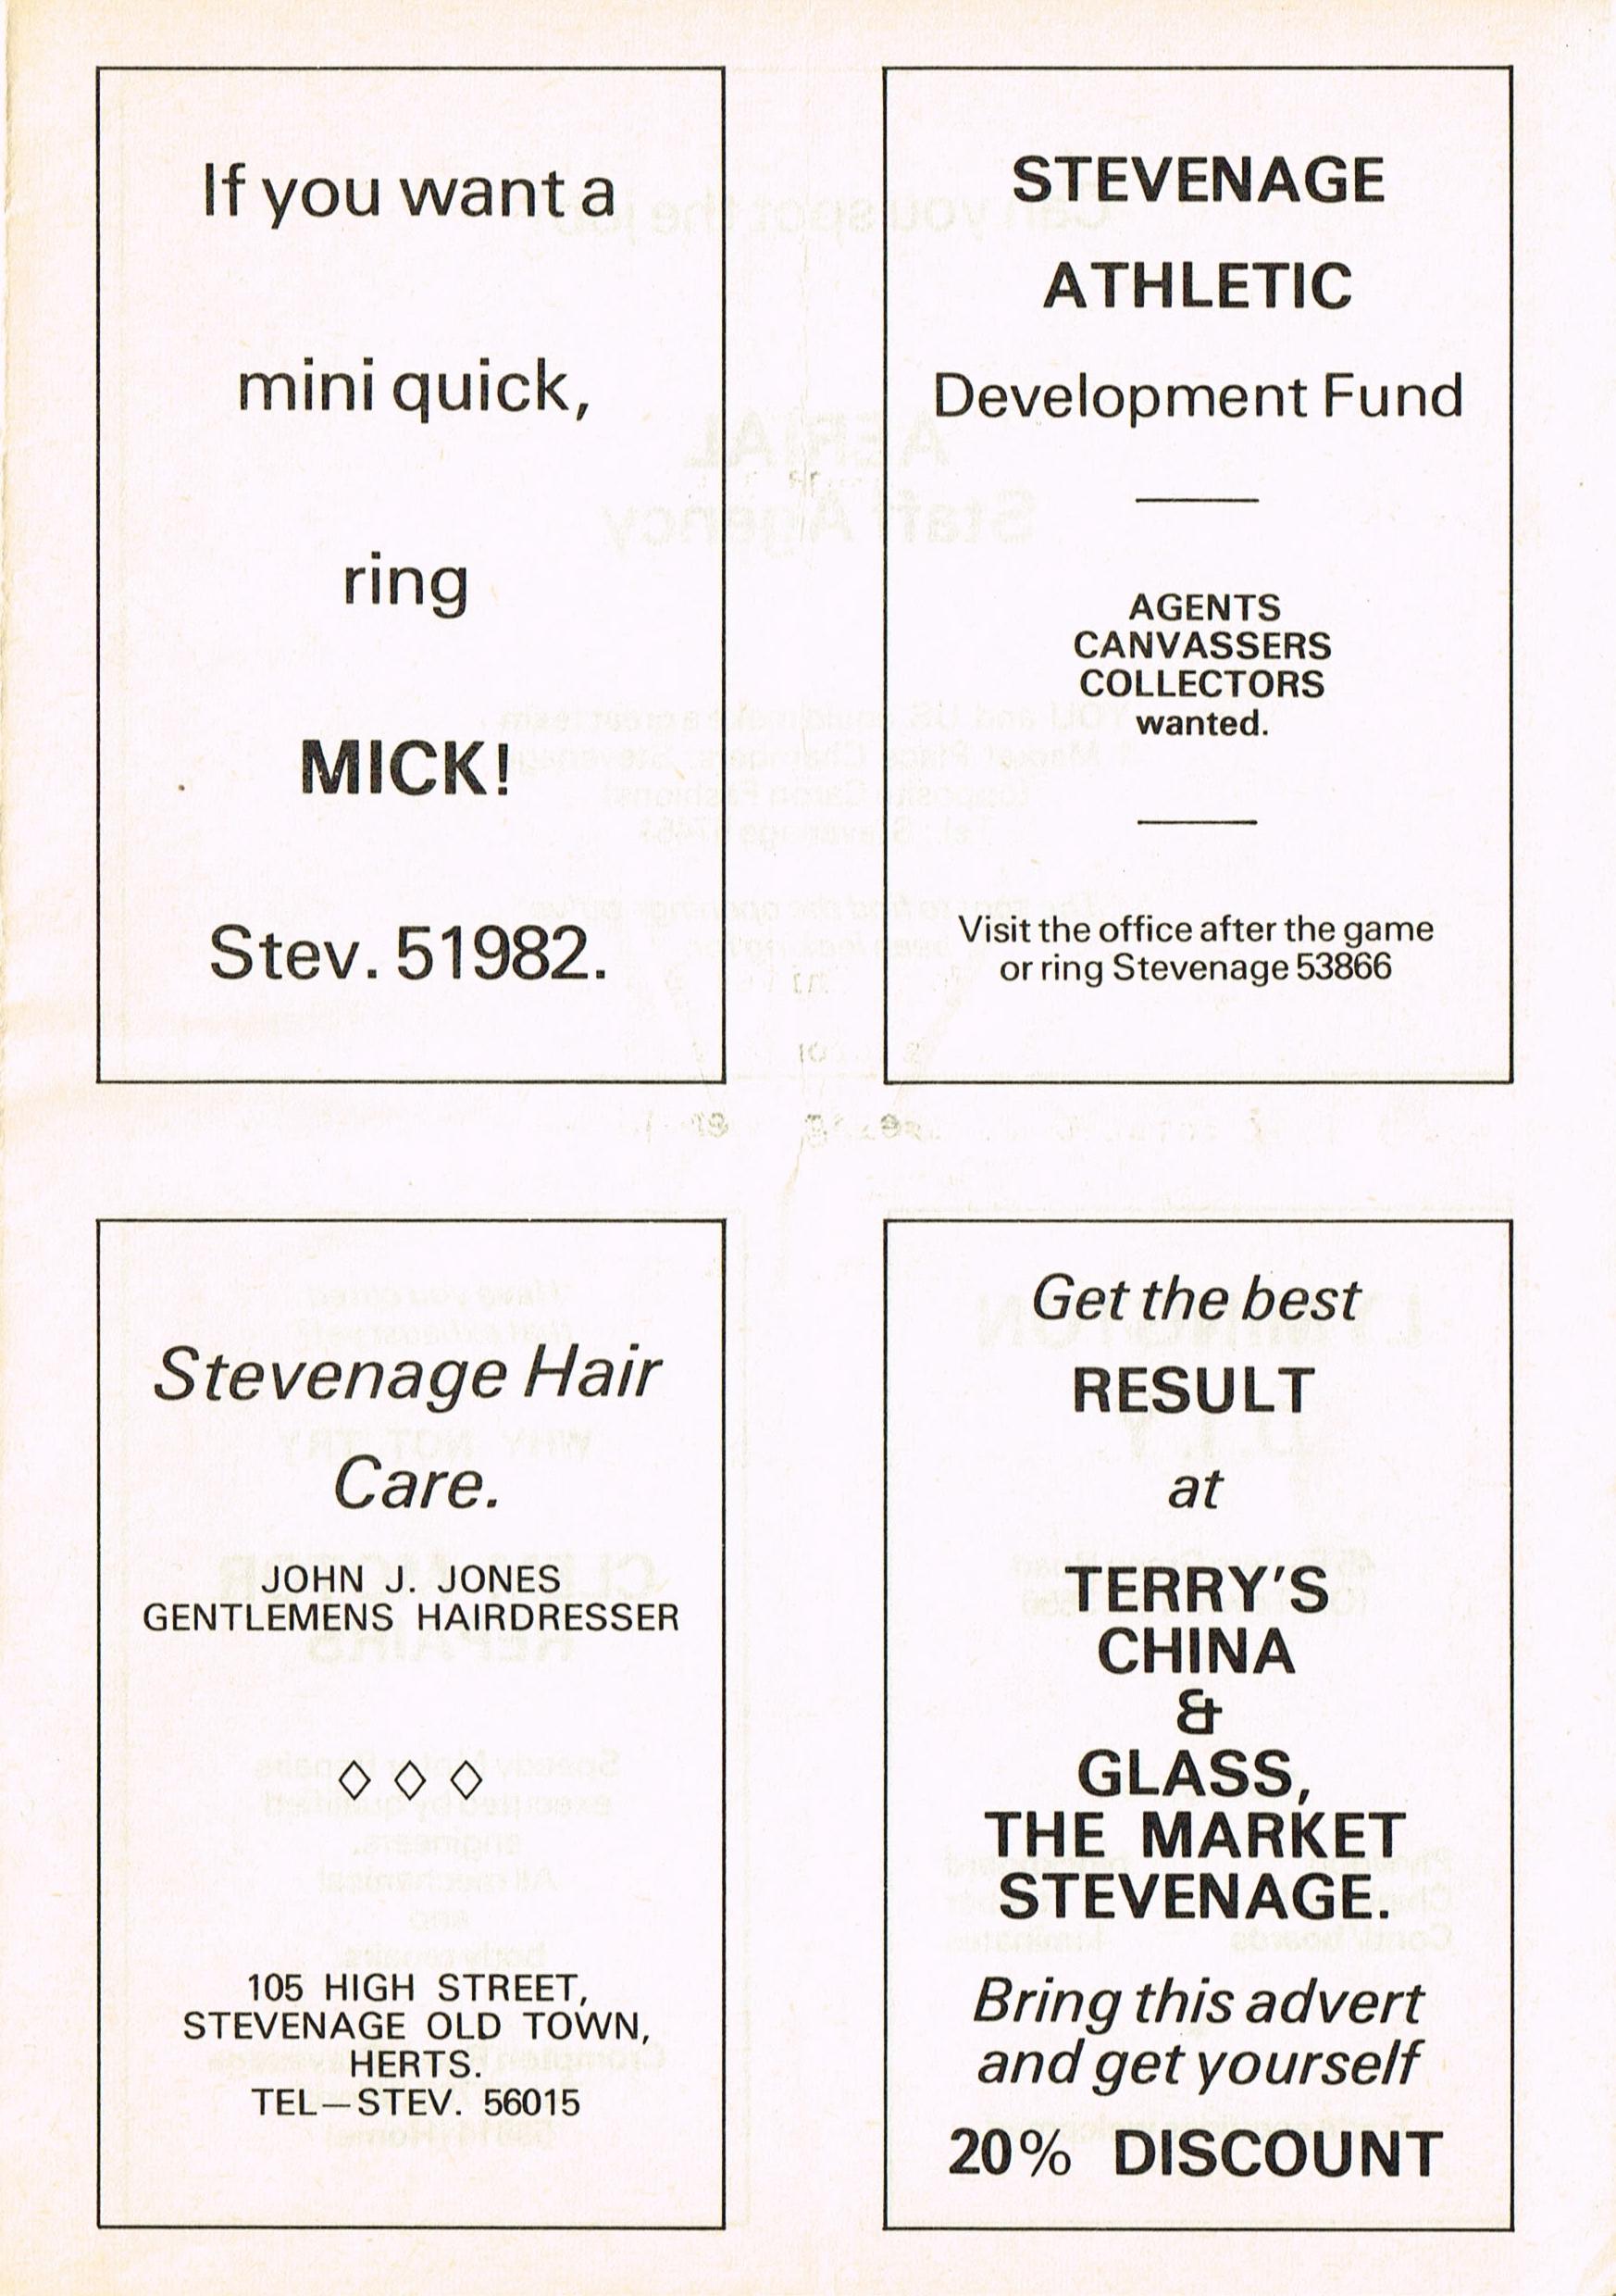 If you want a
mini quick,
ring
MICK!
Stev. 51982.
STEVENAGE
ATHLETIC
Development Fund
AGENTS
CANVASSERS
COLLECTORS
wanted.
Visit the office after the game
or ring Stevenage 53866
Stevenage Hair
Care.
JOHN J. JONES
GENTLEMENS HAIRDRESSER
105 HIGH STREET,
STEVENAGE OLD TOWN,
HERTS.
TEL—STEV. 56015
Get the best
RESULT
at
TERRY'S
CHINA
&
GLASS,
THE MARKET
STEVENAGE.
Bring this advert
and get yourself
20% DISCOUNT